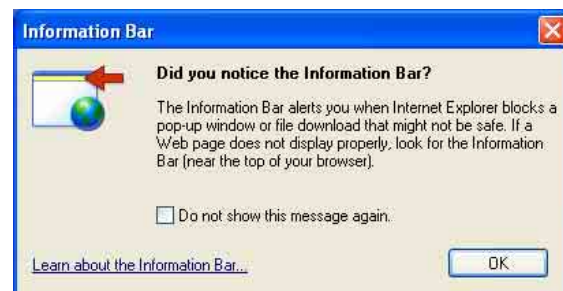 Information Bar
Did you notice the Information Bar?
The Information Bar alerts you when Internet Explorer blocks a
pop-up window or file download that might not be safe. If a
Web page does not display properly, look for the Information
Bar (near the top of your browser).
Do not show this message again.
Learn about the Information Bar...
OK